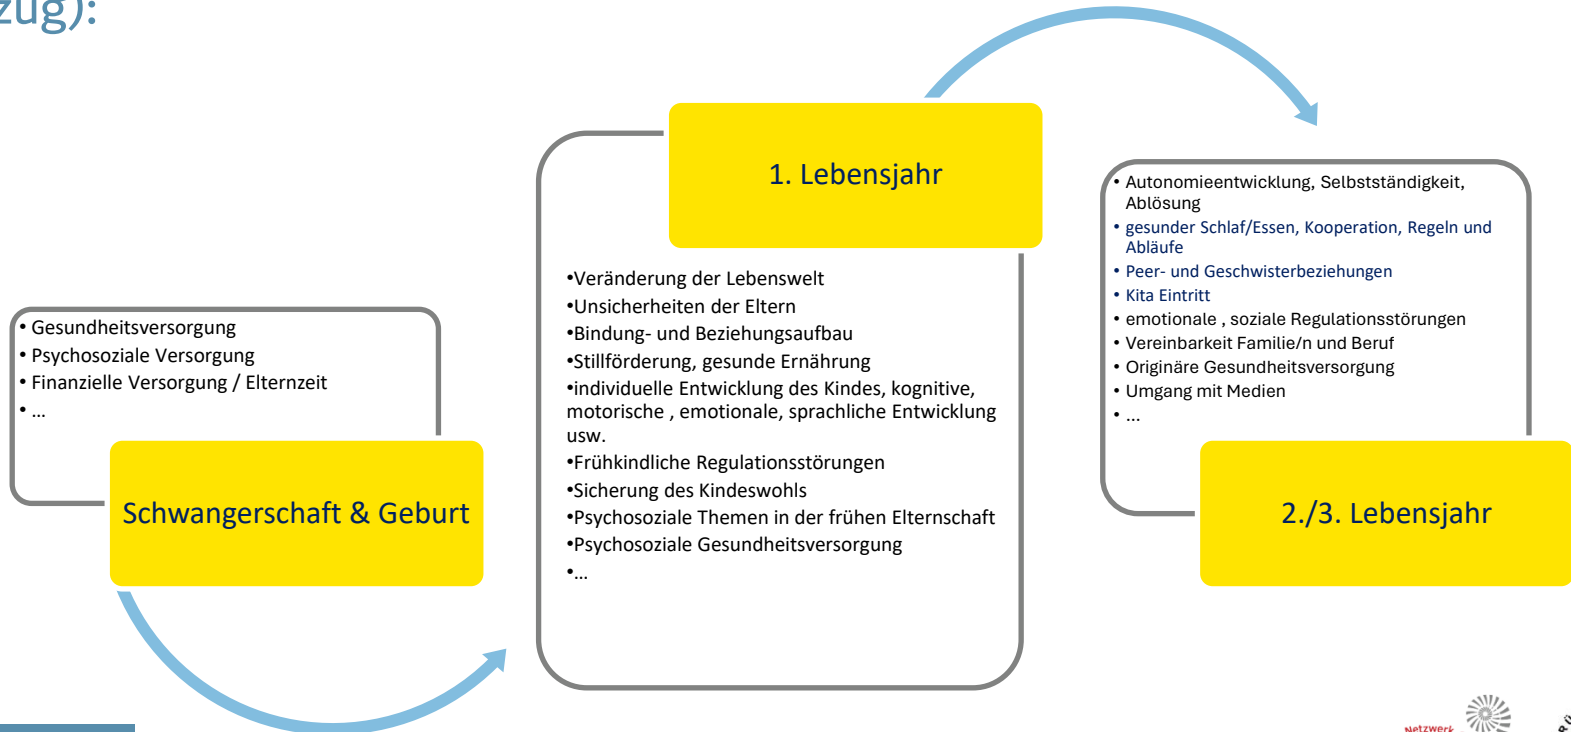 zug):
• Gesundheitsversorgung
• Psychosoziale Versorgung
• Finanzielle Versorgung / Elternzeit
• ...
Schwangerschaft & Geburt
1. Lebensjahr
•Veränderung der Lebenswelt
•Unsicherheiten der Eltern
•Bindung- und Beziehungsaufbau
•Stillförderung, gesunde Ernährung
•individuelle Entwicklung des Kindes, kognitive,
motorische , emotionale, sprachliche Entwicklung
usw.
•Frühkindliche Regulationsstörungen
•Sicherung des Kindeswohls
•Psychosoziale Themen in der frühen Elternschaft
•Psychosoziale Gesundheitsversorgung
•...
• Autonomieentwicklung, Selbstständigkeit,
Ablösung
• gesunder Schlaf/Essen, Kooperation, Regeln und
Abläufe
• Peer- und Geschwisterbeziehungen
• Kita Eintritt
• emotionale , soziale Regulationsstörungen
• Vereinbarkeit Familie/n und Beruf
• Originäre Gesundheitsversorgung
• Umgang mit Medien
• ...
2./3. Lebensjahr
Netzwerk